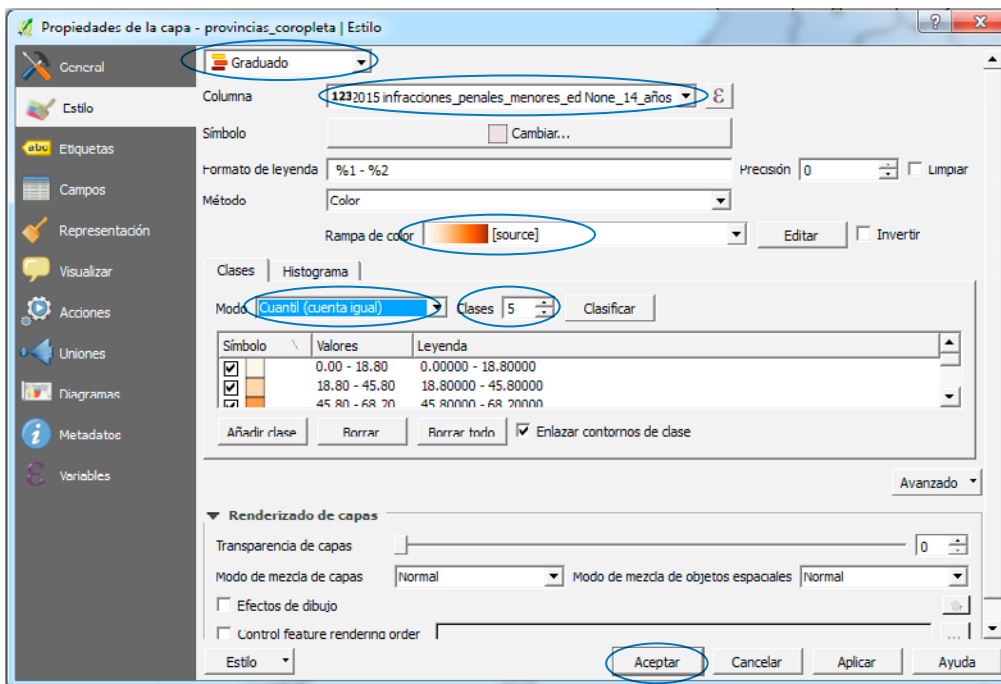 Propiedades de la capa - provincias_coropleta | Estilo
General
Estilo
Etiquetas
Campos
Representación
Visualizar
Acciones
Uniones
Diagramas
Metadatos
Variables
Graduado
Columna 1232015 infracciones_penales_menores_ed None_14_años ε
Símbolo Cambiar...
Formato de leyenda %1 - %2 Precisión 0 Limpiar
Método Color
Rampa de color [source] Editar Invertir
Clases Histograma
Modo Cuantil (cuenta igual) Clases 5 Clasificar
Símbolo Valores Leyenda
0.00 - 18.80 0.00000 - 18.80000
18.80 - 45.80 18.80000 - 45.80000
45.80 - 68.20 45.80000 - 68.20000
Añadir clase Borrar Borrar todo Enlazar contornos de clase
Avanzado
Renderizado de capas
Transparencia de capas 0
Modo de mezcla de capas Normal Modo de mezcla de objetos espaciales Normal
Efectos de dibujo
Control feature rendering order ...
Estilo Aceptar Cancelar Aplicar Ayuda